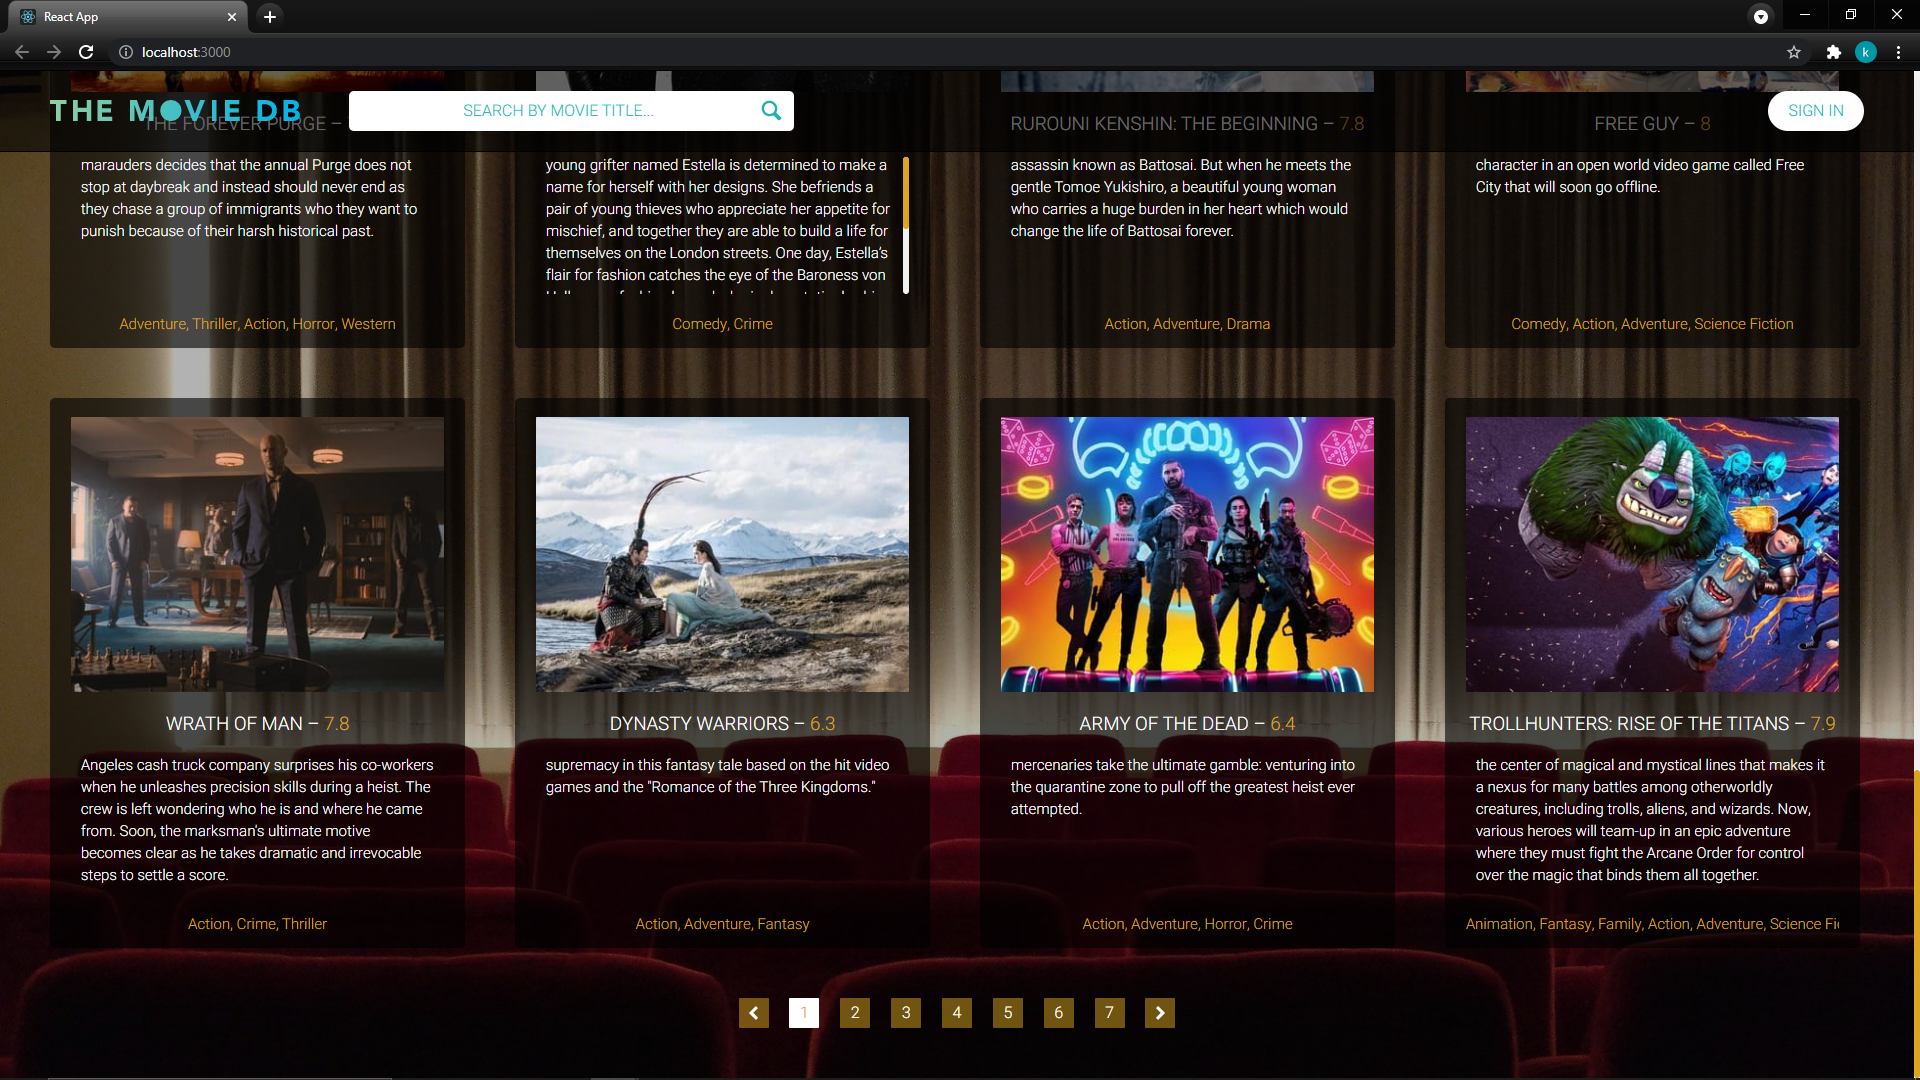 React App
localhost:3000
THE MOVIE DB
SEARCH BY MOVIE TITLE...
SIGN IN
THE FOREVER PURGE –
marauders decides that the annual Purge does not
stop at daybreak and instead should never end as
they chase a group of immigrants who they want to
punish because of their harsh historical past.
Adventure, Thriller, Action, Horror, Western
young grifter named Estella is determined to make a
name for herself with her designs. She befriends a
pair of young thieves who appreciate her appetite for
mischief, and together they are able to build a life for
themselves on the London streets. One day, Estella's
flair for fashion catches the eye of the Baroness von
Comedy, Crime
RUROUNI KENSHIN: THE BEGINNING – 7.8
assassin known as Battosai. But when he meets the
gentle Tomoe Yukishiro, a beautiful young woman
who carries a huge burden in her heart which would
change the life of Battosai forever.
Action, Adventure, Drama
FREE GUY – 8
character in an open world video game called Free
City that will soon go offline.
Comedy, Action, Adventure, Science Fiction
WRATH OF MAN – 7.8
Angeles cash truck company surprises his co-workers
when he unleashes precision skills during a heist. The
crew is left wondering who he is and where he came
from. Soon, the marksman's ultimate motive
becomes clear as he takes dramatic and irrevocable
steps to settle a score.
Action, Crime, Thriller
DYNASTY WARRIORS – 6.3
supremacy in this fantasy tale based on the hit video
games and the "Romance of the Three Kingdoms."
Action, Adventure, Fantasy
ARMY OF THE DEAD – 6.4
mercenaries take the ultimate gamble: venturing into
the quarantine zone to pull off the greatest heist ever
attempted.
Action, Adventure, Horror, Crime
TROLLHUNTERS: RISE OF THE TITANS – 7.9
the center of magical and mystical lines that makes it
a nexus for many battles among otherworldly
creatures, including trolls, aliens, and wizards. Now,
various heroes will team-up in an epic adventure
where they must fight the Arcane Order for control
over the magic that binds them all together.
Animation, Fantasy, Family, Action, Adventure, Science Fi
1 2 3 4 5 6 7
k